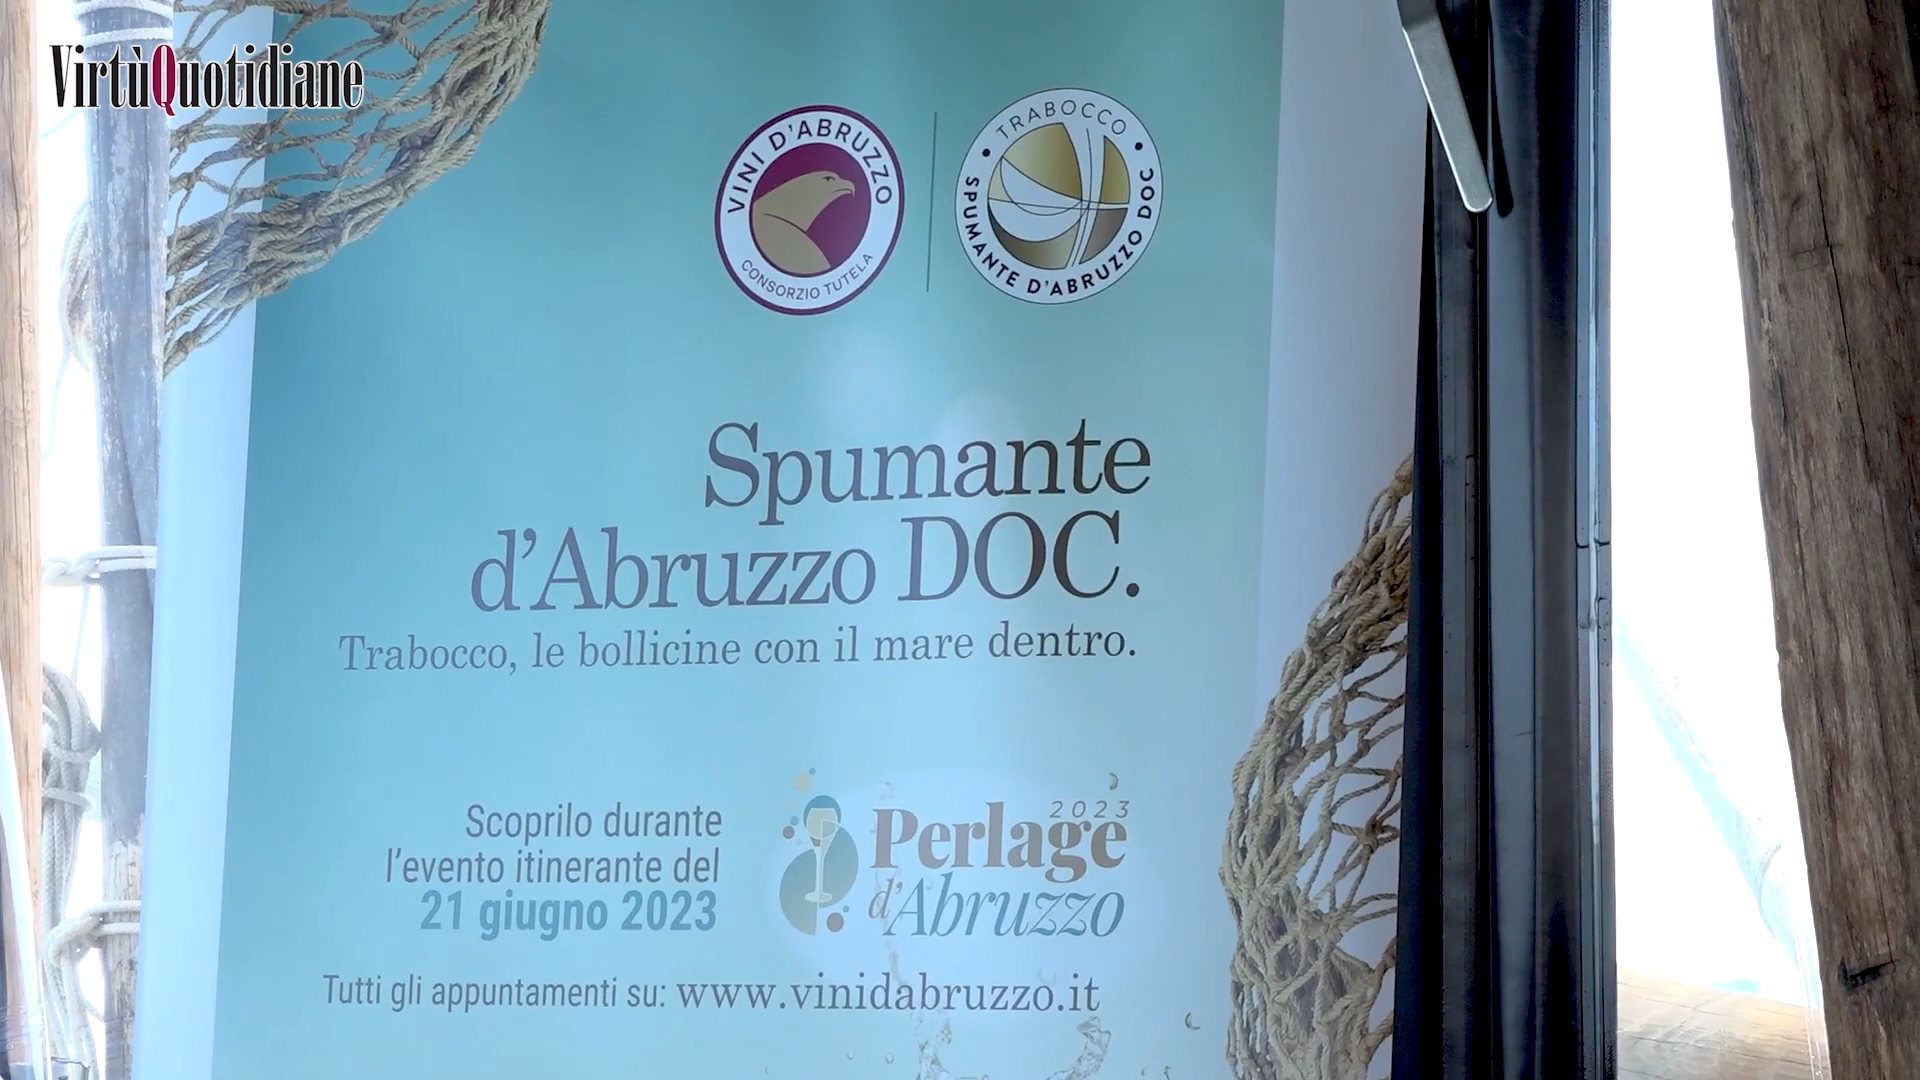 VirtùQuotidiane
VINI D'ABRUZZO
CONSORZIO TUTELA
• TRABOCCO •
SPUMANTE D'ABRUZZO DOC
Spumante
d'Abruzzo DOC.
Trabocco, le bollicine con il mare dentro.
Scoprilo durante
l'evento itinerante del
21 giugno 2023
2023
Perlage
d'Abruzzo
Tutti gli appuntamenti su: www.vinidabruzzo.it